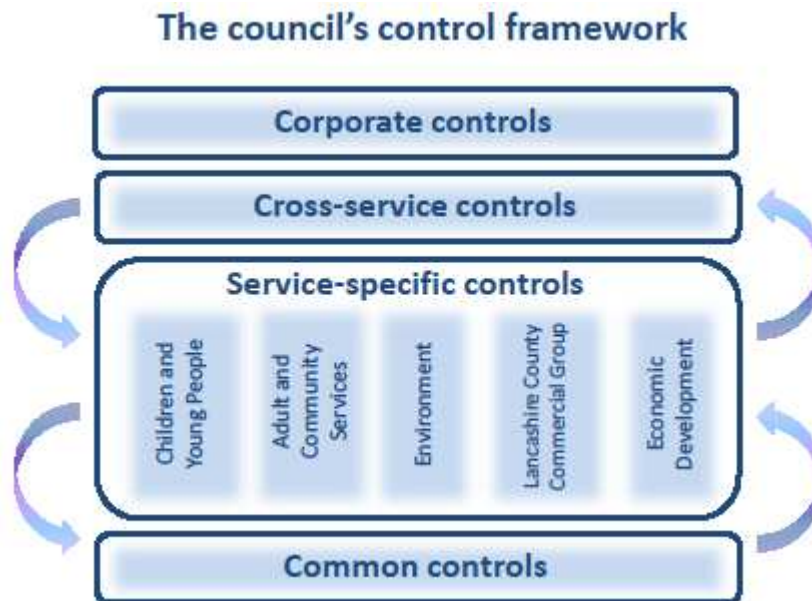 The council's control framework
Corporate controls
Cross-service controls
Service-specific controls
Children and
Young People
Adult and
Community
Services
Environment
Lancashire County
Commercial Group
Economic
Development
Common controls